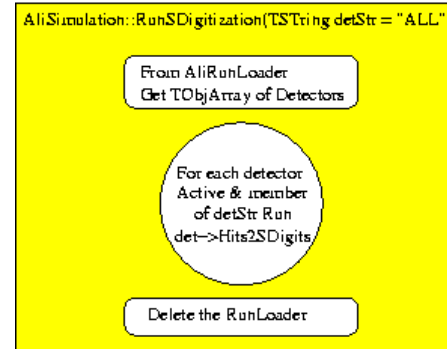 AliSimulation::RunSDigitization(TSTring detStr = "ALL"
From AliRunLoader
Get TObjArray of Detectors
For each detector
Active & member
of detStr Run
det->Hits2SDigits
Delete the RunLoader